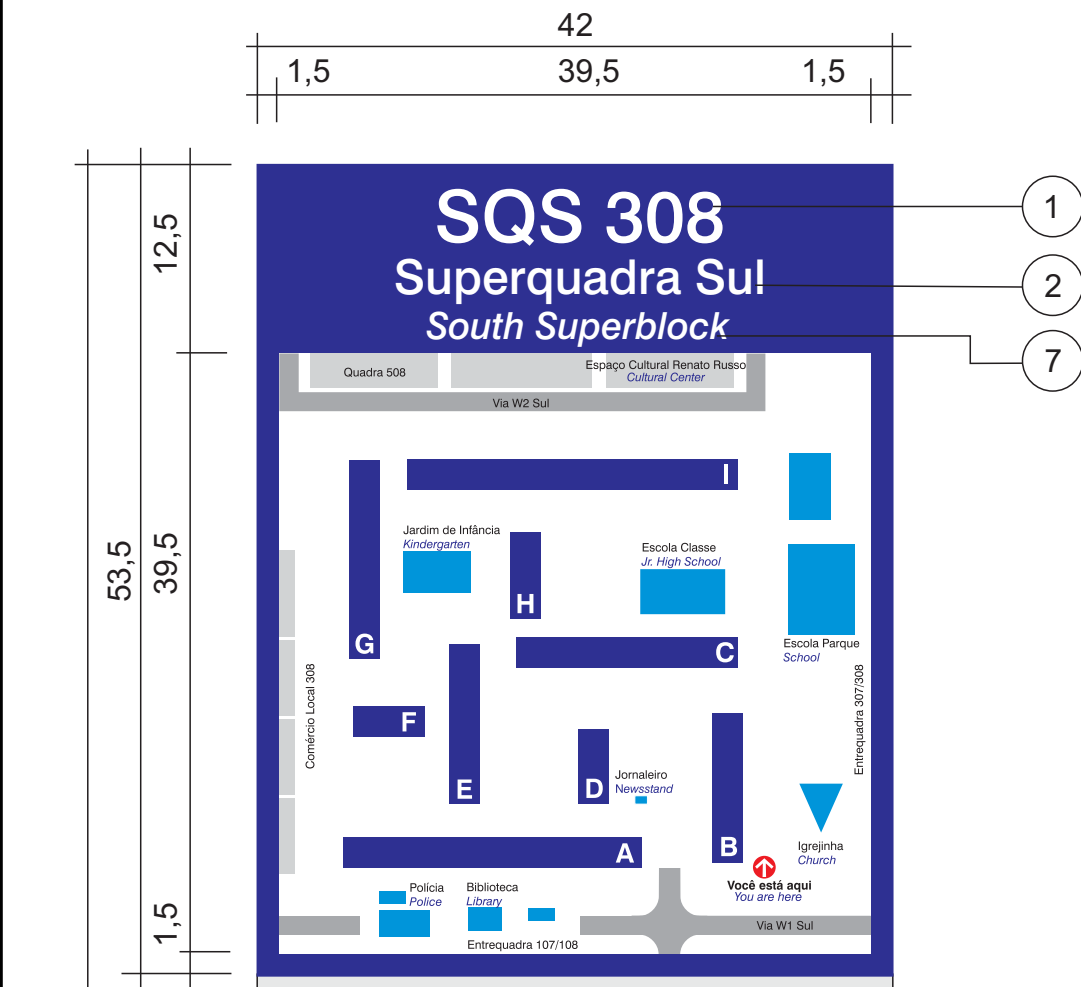 42
1,5 39,5 1,5
12,5
SQS 308
1
Superquadra Sul
2
South Superblock
7
Quadra 508
Espaço Cultural Renato Russo
Cultural Center
Via W2 Sul
I
Jardim de Infância
Kindergarten
Escola Classe
Jr. High School
53,5
39,5
H
G
C
Escola Parque
School
Comércio Local 308
Entrequadra 307/308
F
E
D
Jornaleiro
Newsstand
A
B
Igrejinha
Church
Você está aqui
You are here
Polícia
Police
Biblioteca
Library
1,5
Via W1 Sul
Entrequadra 107/108